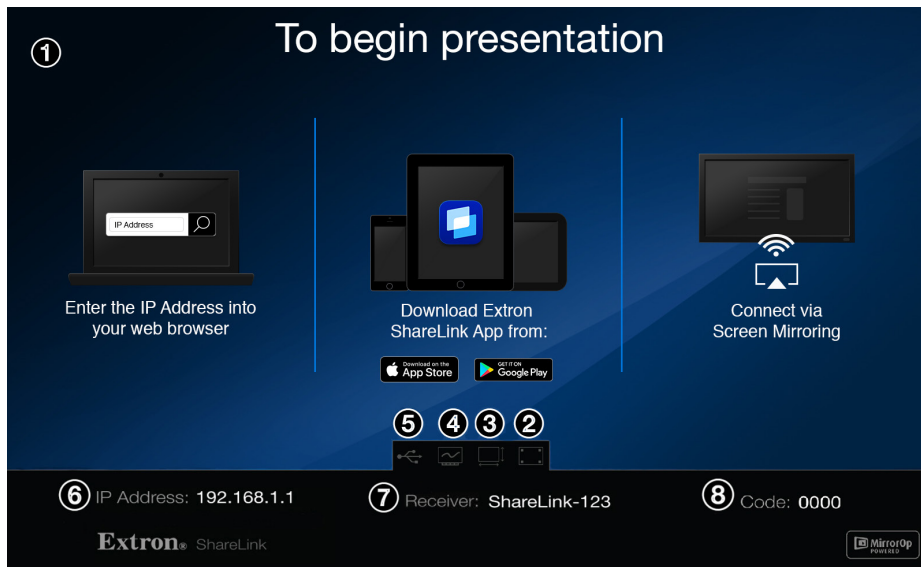 To begin presentation
1
IP Address
Enter the IP Address into
your web browser
Download Extron
ShareLink App from:
Download on the
App Store
GET IT ON
Google Play
Connect via
Screen Mirroring
5 4 3 2
6 IP Address: 192.168.1.1
7 Receiver: ShareLink-123
8 Code: 0000
Extron® ShareLink
MirrorOp
POWERED